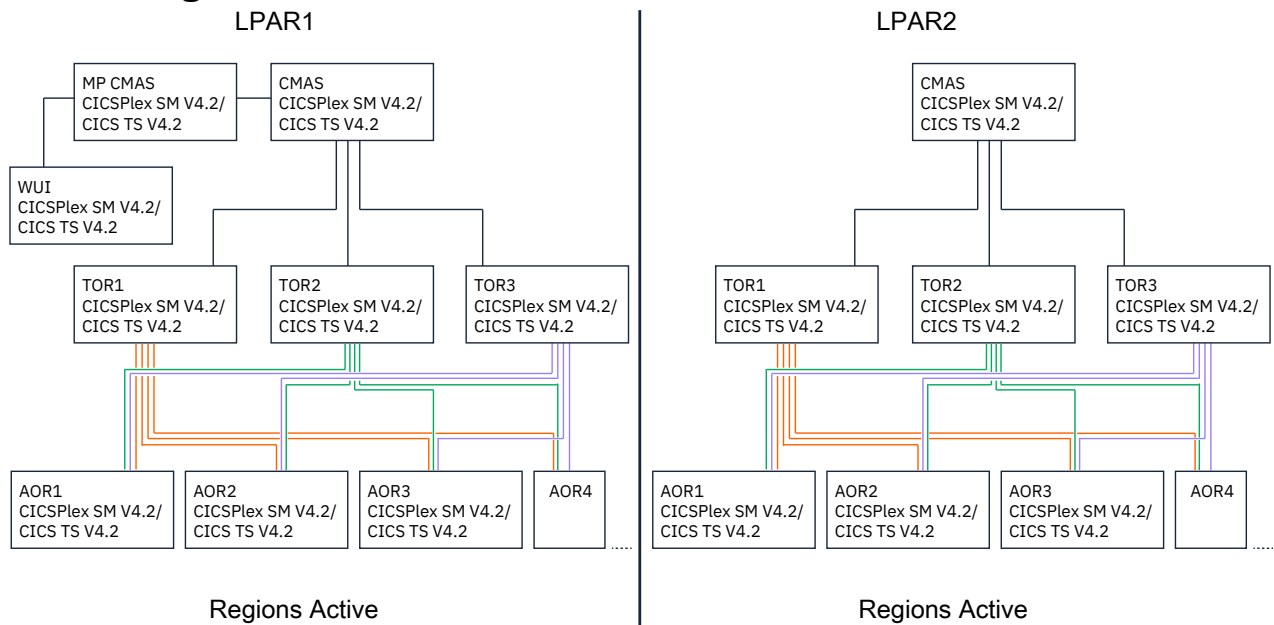 LPAR1
LPAR2
MP CMAS
CICSPlex SM V4.2/
CICS TS V4.2
CMAS
CICSPlex SM V4.2/
CICS TS V4.2
CMAS
CICSPlex SM V4.2/
CICS TS V4.2
WUI
CICSPlex SM V4.2/
CICS TS V4.2
TOR1
CICSPlex SM V4.2/
CICS TS V4.2
TOR2
CICSPlex SM V4.2/
CICS TS V4.2
TOR3
CICSPlex SM V4.2/
CICS TS V4.2
TOR1
CICSPlex SM V4.2/
CICS TS V4.2
TOR2
CICSPlex SM V4.2/
CICS TS V4.2
TOR3
CICSPlex SM V4.2/
CICS TS V4.2
AOR1
CICSPlex SM V4.2/
CICS TS V4.2
AOR2
CICSPlex SM V4.2/
CICS TS V4.2
AOR3
CICSPlex SM V4.2/
CICS TS V4.2
AOR4
AOR1
CICSPlex SM V4.2/
CICS TS V4.2
AOR2
CICSPlex SM V4.2/
CICS TS V4.2
AOR3
CICSPlex SM V4.2/
CICS TS V4.2
AOR4
Regions Active
Regions Active